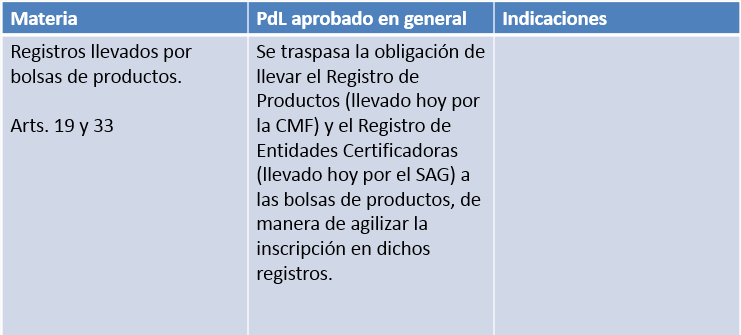 Materia
PdL aprobado en general
Indicaciones
Registros llevados por
bolsas de productos.
Arts. 19 y 33
Se traspasa la obligación de
llevar el Registro de
Productos (llevado hoy por
la CMF) y el Registro de
Entidades Certificadoras
(llevado hoy por el SAG) a
las bolsas de productos, de
manera de agilizar la
inscripción en dichos
registros.